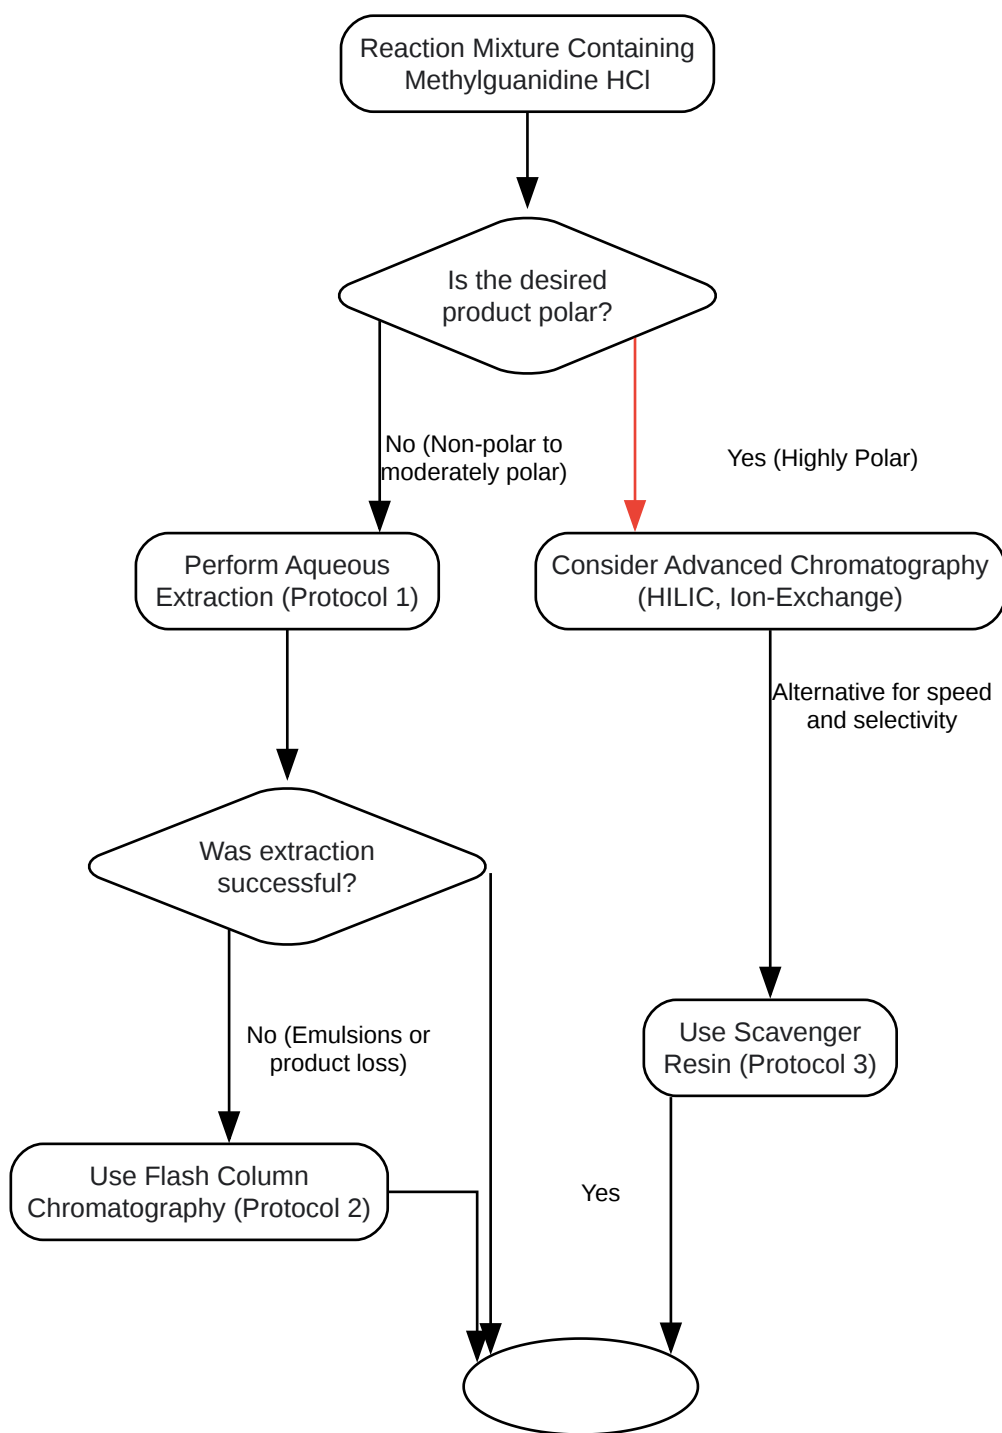 Reaction Mixture Containing
Methylguanidine HCl
Is the desired
product polar?
No (Non-polar to
moderately polar)
Yes (Highly Polar)
Perform Aqueous
Extraction (Protocol 1)
Consider Advanced Chromatography
(HILIC, Ion-Exchange)
Alternative for speed
and selectivity
Was extraction
successful?
No (Emulsions or
product loss)
Use Scavenger
Resin (Protocol 3)
Use Flash Column
Chromatography (Protocol 2)
Yes